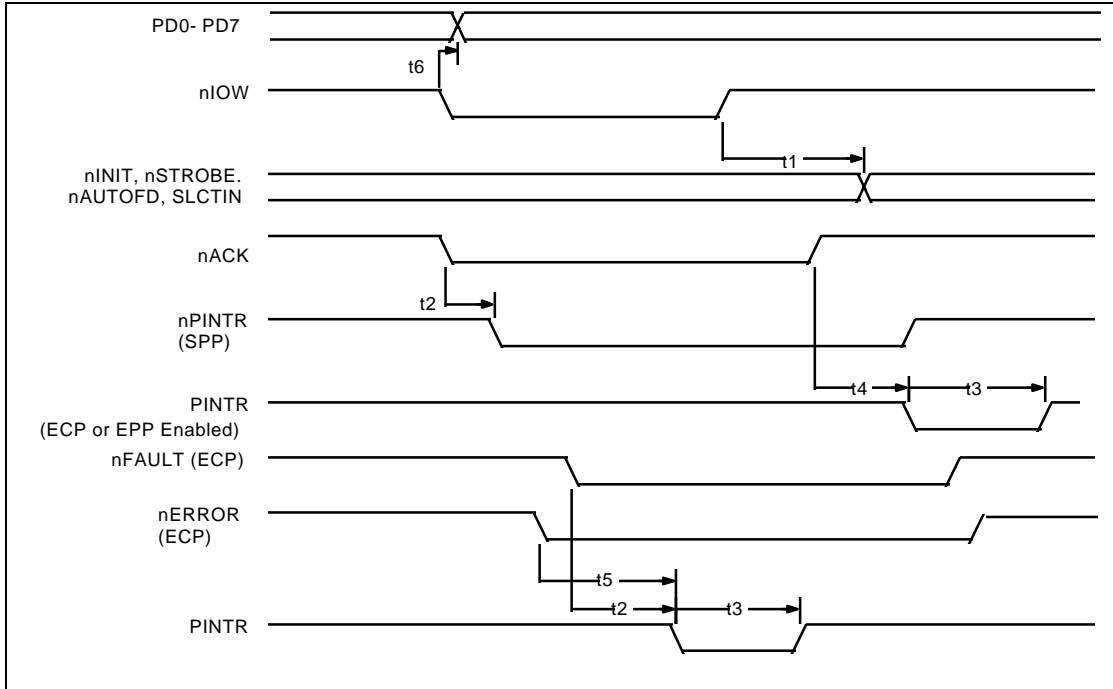 PD0- PD7
t6
nIOW
t1
nINIT, nSTROBE.
nAUTOFD, SLCTIN
nACK
t2
nPINTR
(SPP)
t4
t3
PINTR
(ECP or EPP Enabled)
nFAULT (ECP)
nERROR
(ECP)
t5
t2
t3
PINTR